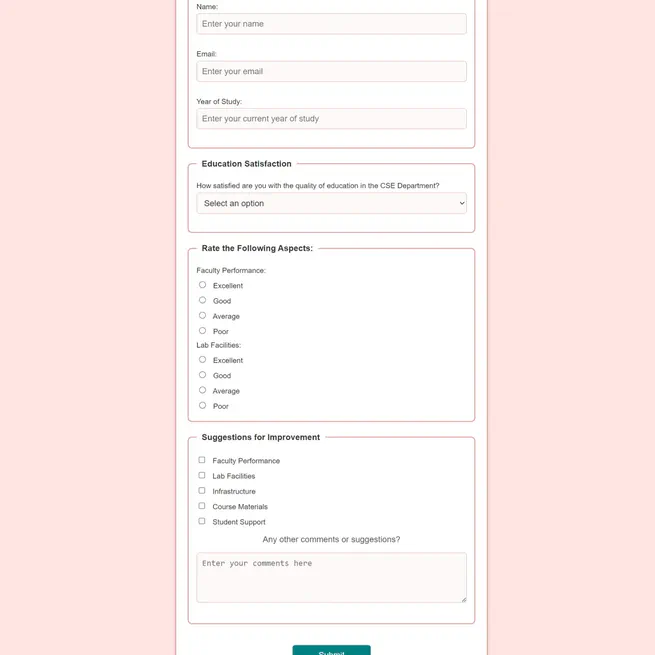 Name:
Enter your name
Email:
Enter your email
Year of Study:
Enter your current year of study
Education Satisfaction
How satisfied are you with the quality of education in the CSE Department?
Select an option
Rate the Following Aspects:
Faculty Performance:
Excellent
Good
Average
Poor
Lab Facilities:
Excellent
Good
Average
Poor
Suggestions for Improvement
Faculty Performance
Lab Facilities
Infrastructure
Course Materials
Student Support
Any other comments or suggestions?
Enter your comments here
Submit